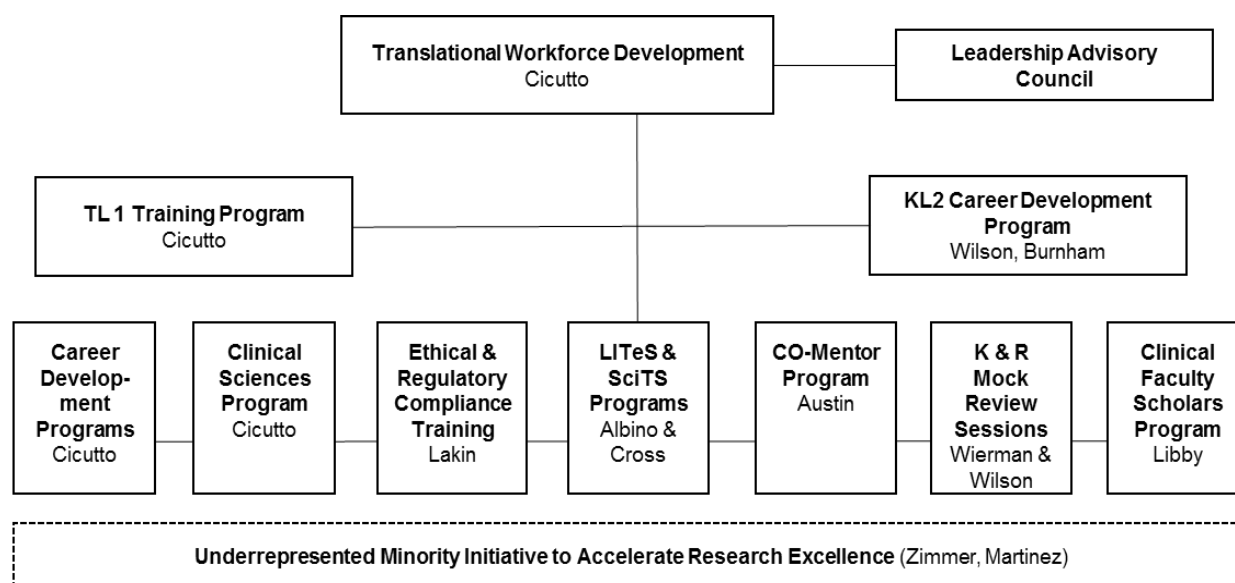 Translational Workforce Development
Cicutto
Leadership Advisory
Council
TL 1 Training Program
Cicutto
KL2 Career Development
Program
Wilson, Burnham
Career
Develop-
ment
Programs
Cicutto
Clinical
Sciences
Program
Cicutto
Ethical &
Regulatory
Compliance
Training
Lakin
LITeS &
SciTS
Programs
Albino &
Cross
CO-Mentor
Program
Austin
K & R
Mock
Review
Sessions
Wierman &
Wilson
Clinical
Faculty
Scholars
Program
Libby
Underrepresented Minority Initiative to Accelerate Research Excellence (Zimmer, Martinez)